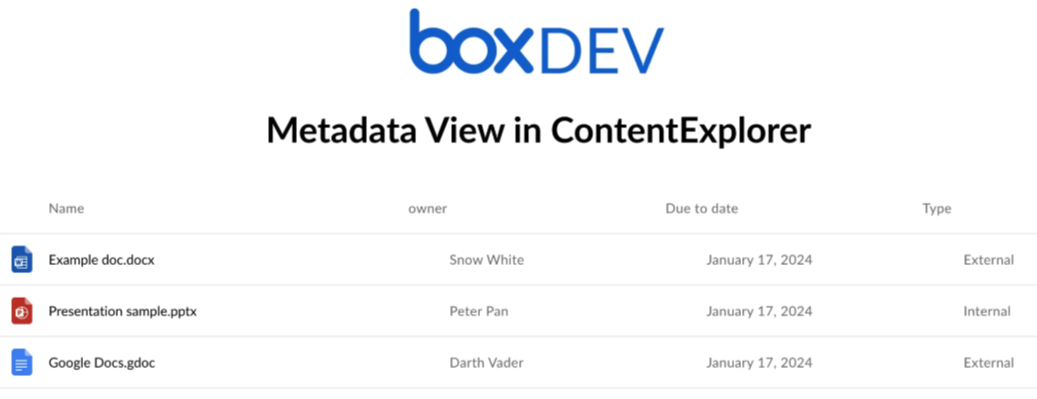 boxDEV
Metadata View in ContentExplorer
Name owner Due to date Type
Example doc.docx Snow White January 17, 2024 External
Presentation sample.pptx Peter Pan January 17, 2024 Internal
Google Docs.gdoc Darth Vader January 17, 2024 External